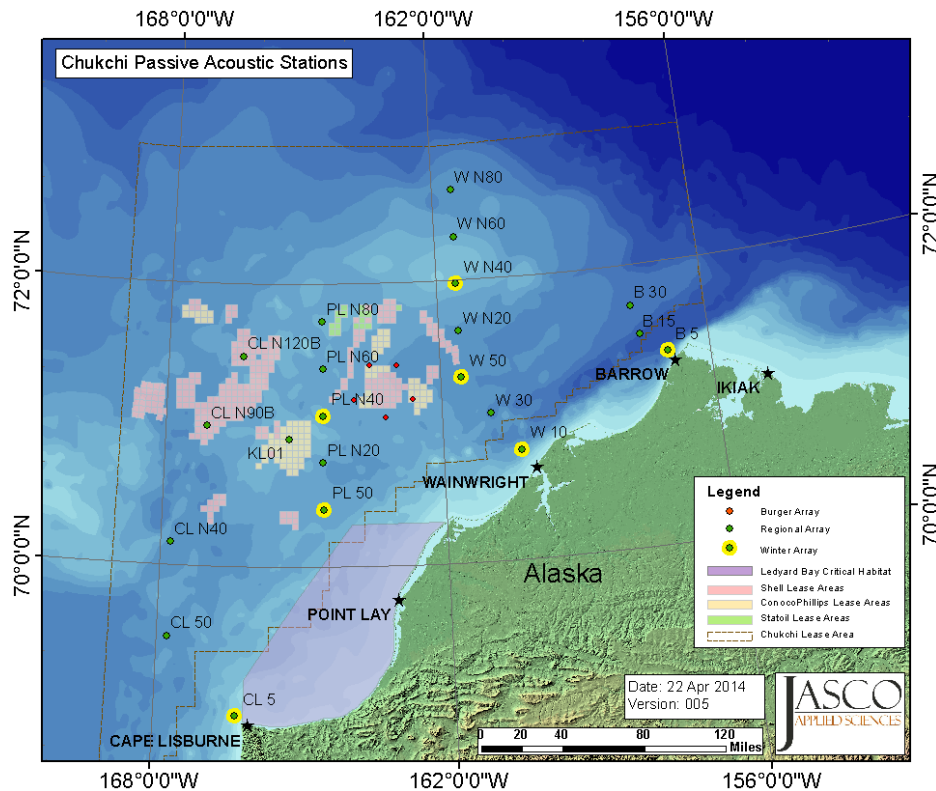 168°0'0"W
162°0'0"W
156°0'0"W
Chukchi Passive Acoustic Stations
72°0'0"N
72°0'0"N
70°0'0"N
70°0'0"N
W N80
W N60
W N40
W N20
W 50
W 30
W 10
B 30
B 15
B 5
BARROW
IKIAK
PL N80
PL N60
PL N40
PL N20
PL 50
CL N120B
CL N90B
KL01
CL N40
CL 50
CL 5
WAINWRIGHT
POINT LAY
CAPE LISBURNE
Alaska
Legend
Burger Array
Regional Array
Winter Array
Ledyard Bay Critical Habitat
Shell Lease Areas
ConocoPhillips Lease Areas
Statoil Lease Areas
Chukchi Lease Area
Date: 22 Apr 2014
Version: 005
JASCO
APPLIED SCIENCES
0 20 40 80 120
Miles
168°0'0"W
162°0'0"W
156°0'0"W